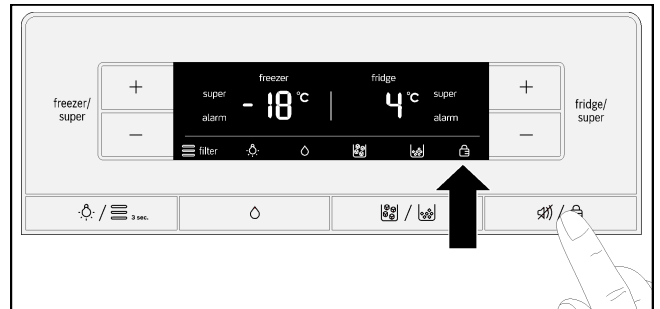 freezer/
super
+
−
super
alarm
freezer
-18 °C
fridge
4 °C
super
alarm
filter
+
−
fridge/
super
/ 3 sec.
/
/